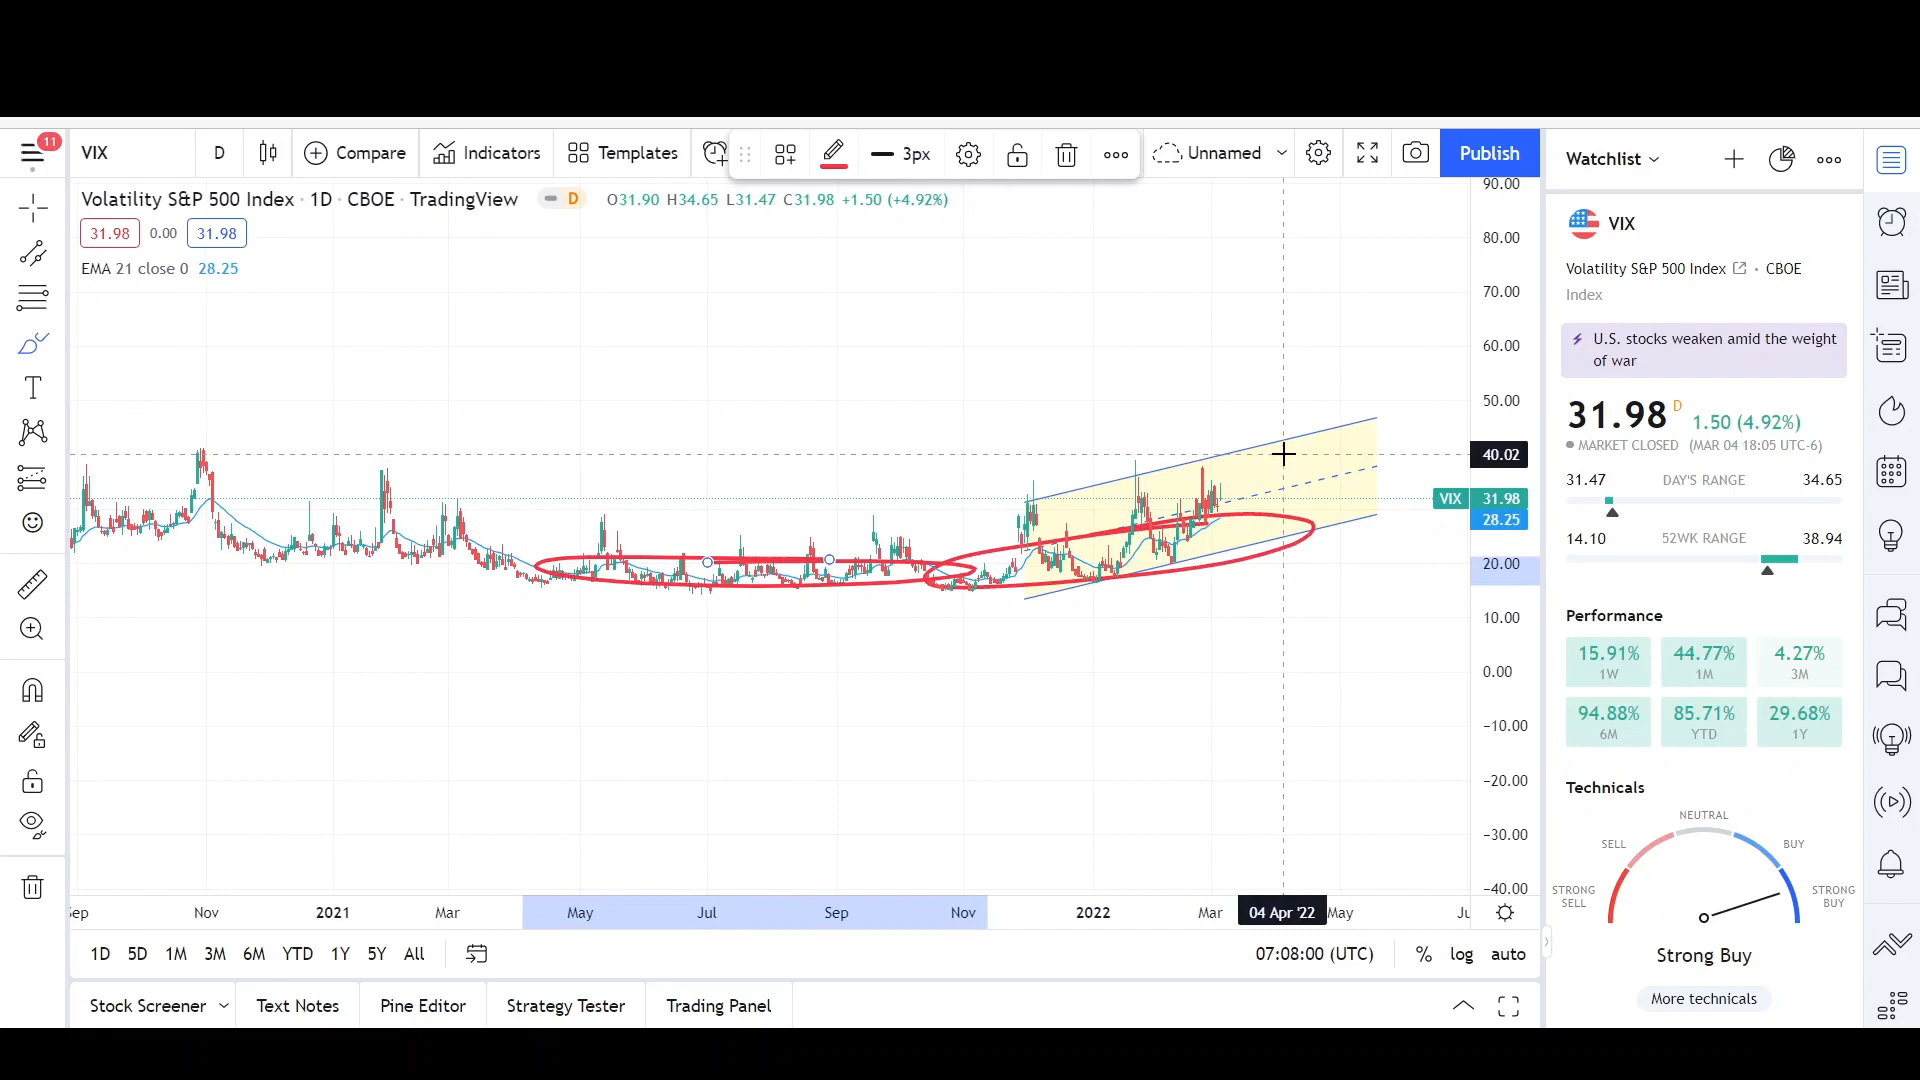 11
VIX
D
Compare
Indicators
Templates
3px
Unnamed
Publish
Watchlist
Volatility S&P 500 Index · 1D · CBOE · TradingView
D
O31.90 H34.65 L31.47 C31.98 +1.50 (+4.92%)
31.98 0.00 31.98
EMA 21 close 0 28.25
90.00
80.00
70.00
60.00
50.00
40.02
VIX 31.98
28.25
20.00
10.00
0.00
−10.00
−20.00
−30.00
−40.00
Nov 2021 Mar May Jul Sep Nov 2022 Mar 04 Apr '22 May
1D 5D 1M 3M 6M YTD 1Y 5Y All
07:08:00 (UTC) % log auto
Stock Screener Text Notes Pine Editor Strategy Tester Trading Panel
VIX
Volatility S&P 500 Index · CBOE
Index
U.S. stocks weaken amid the weight
of war
31.98 D 1.50 (4.92%)
MARKET CLOSED (MAR 04 18:05 UTC-6)
31.47 DAY'S RANGE 34.65
14.10 52WK RANGE 38.94
Performance
15.91% 44.77% 4.27%
1W 1M 3M
94.88% 85.71% 29.68%
6M YTD 1Y
Technicals
NEUTRAL
SELL BUY
STRONG
SELL
STRONG
BUY
Strong Buy
More technicals